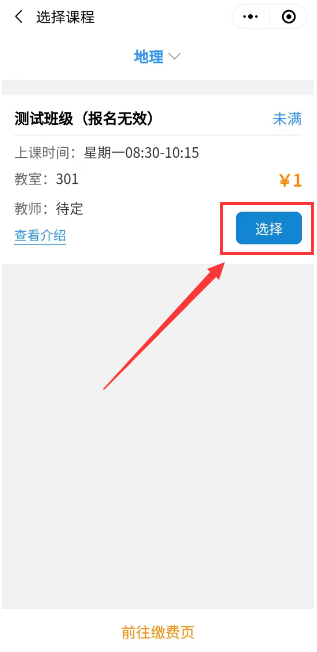 选择课程
地理
测试班级（报名无效）
未满
上课时间：星期一08:30-10:15
教室：301
￥1
教师：待定
选择
查看介绍
前往缴费页